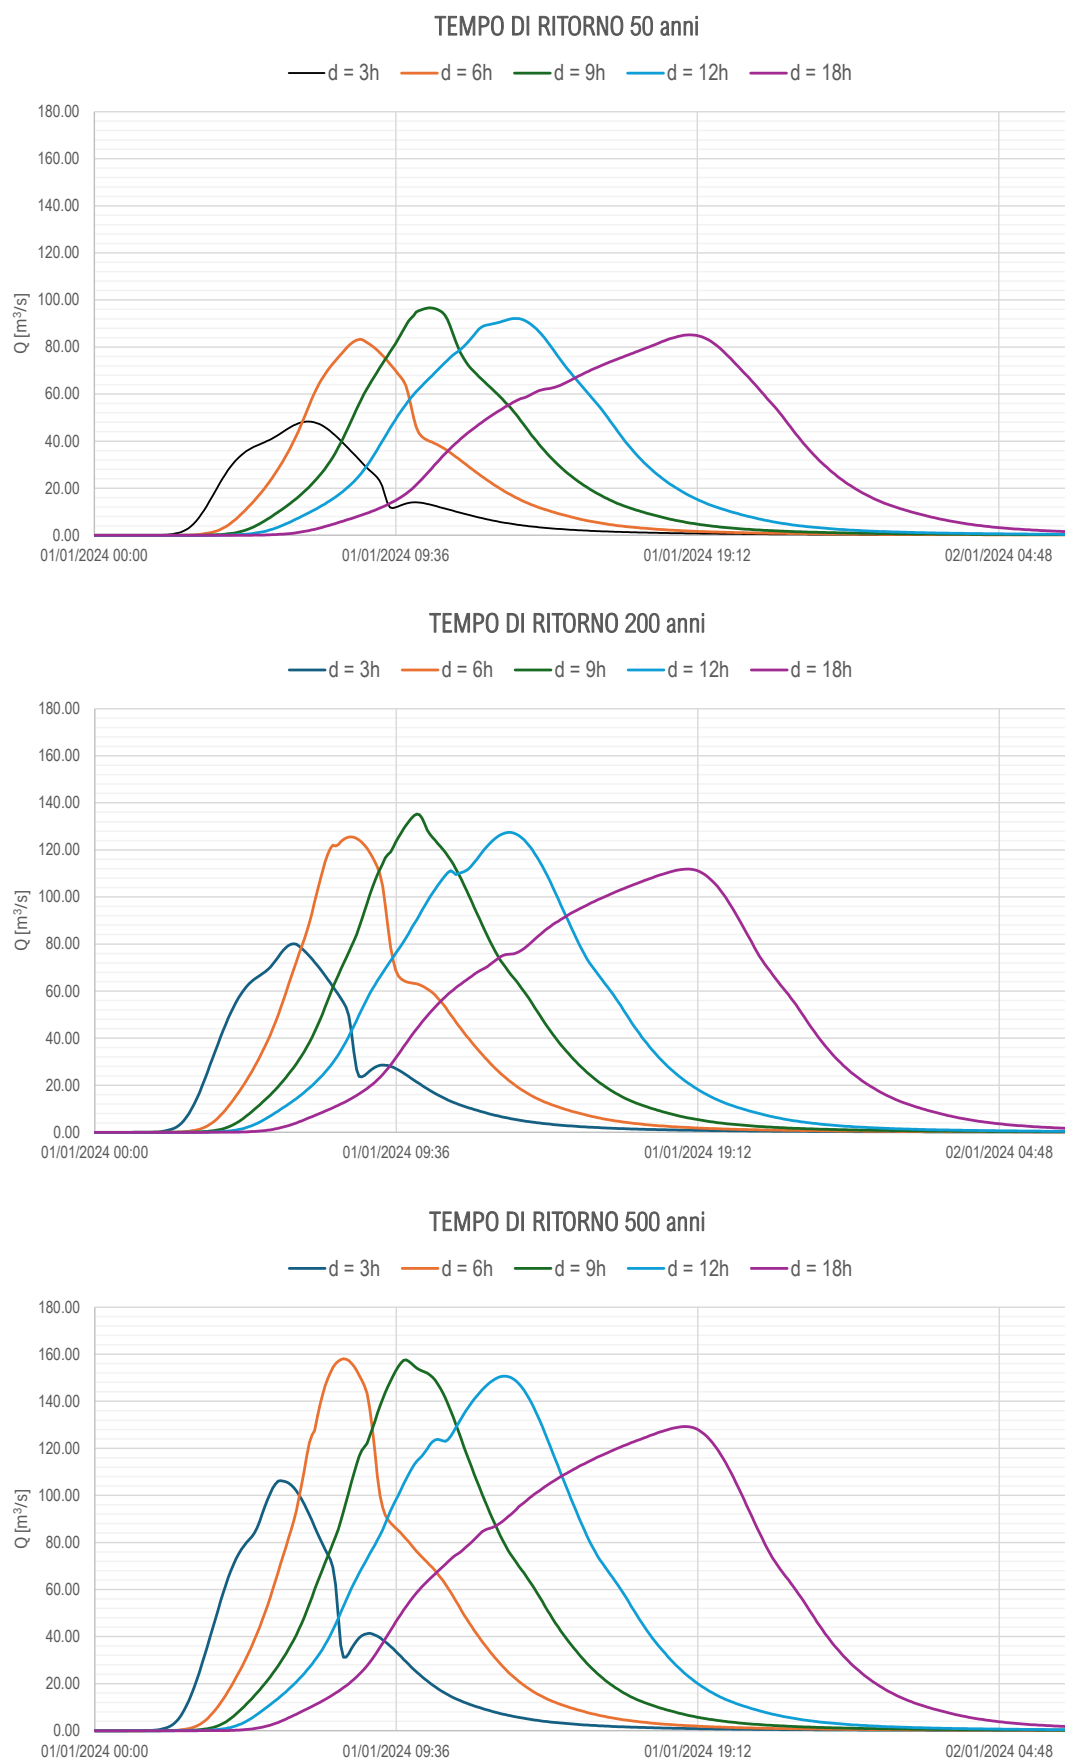 TEMPO DI RITORNO 50 anni
d = 3h d = 6h d = 9h d = 12h d = 18h
180.00
160.00
140.00
120.00
100.00
80.00
60.00
40.00
20.00
0.00
Q [m³/s]
01/01/2024 00:00 01/01/2024 09:36 01/01/2024 19:12 02/01/2024 04:48
TEMPO DI RITORNO 200 anni
d = 3h d = 6h d = 9h d = 12h d = 18h
180.00
160.00
140.00
120.00
100.00
80.00
60.00
40.00
20.00
0.00
Q [m³/s]
01/01/2024 00:00 01/01/2024 09:36 01/01/2024 19:12 02/01/2024 04:48
TEMPO DI RITORNO 500 anni
d = 3h d = 6h d = 9h d = 12h d = 18h
180.00
160.00
140.00
120.00
100.00
80.00
60.00
40.00
20.00
0.00
Q [m³/s]
01/01/2024 00:00 01/01/2024 09:36 01/01/2024 19:12 02/01/2024 04:48